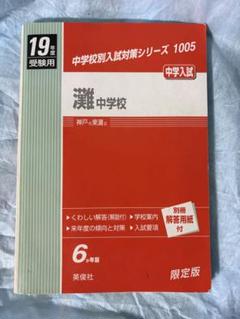 19年度
受験用
中学校別入試対策シリーズ 1005
中学入試
灘中学校
神戸市東灘区
•くわしい解答(解説付) •学校案内
•来年度の傾向と対策 •入試要項
別冊
解答用紙
付
6ヶ年版
英俊社
限定版